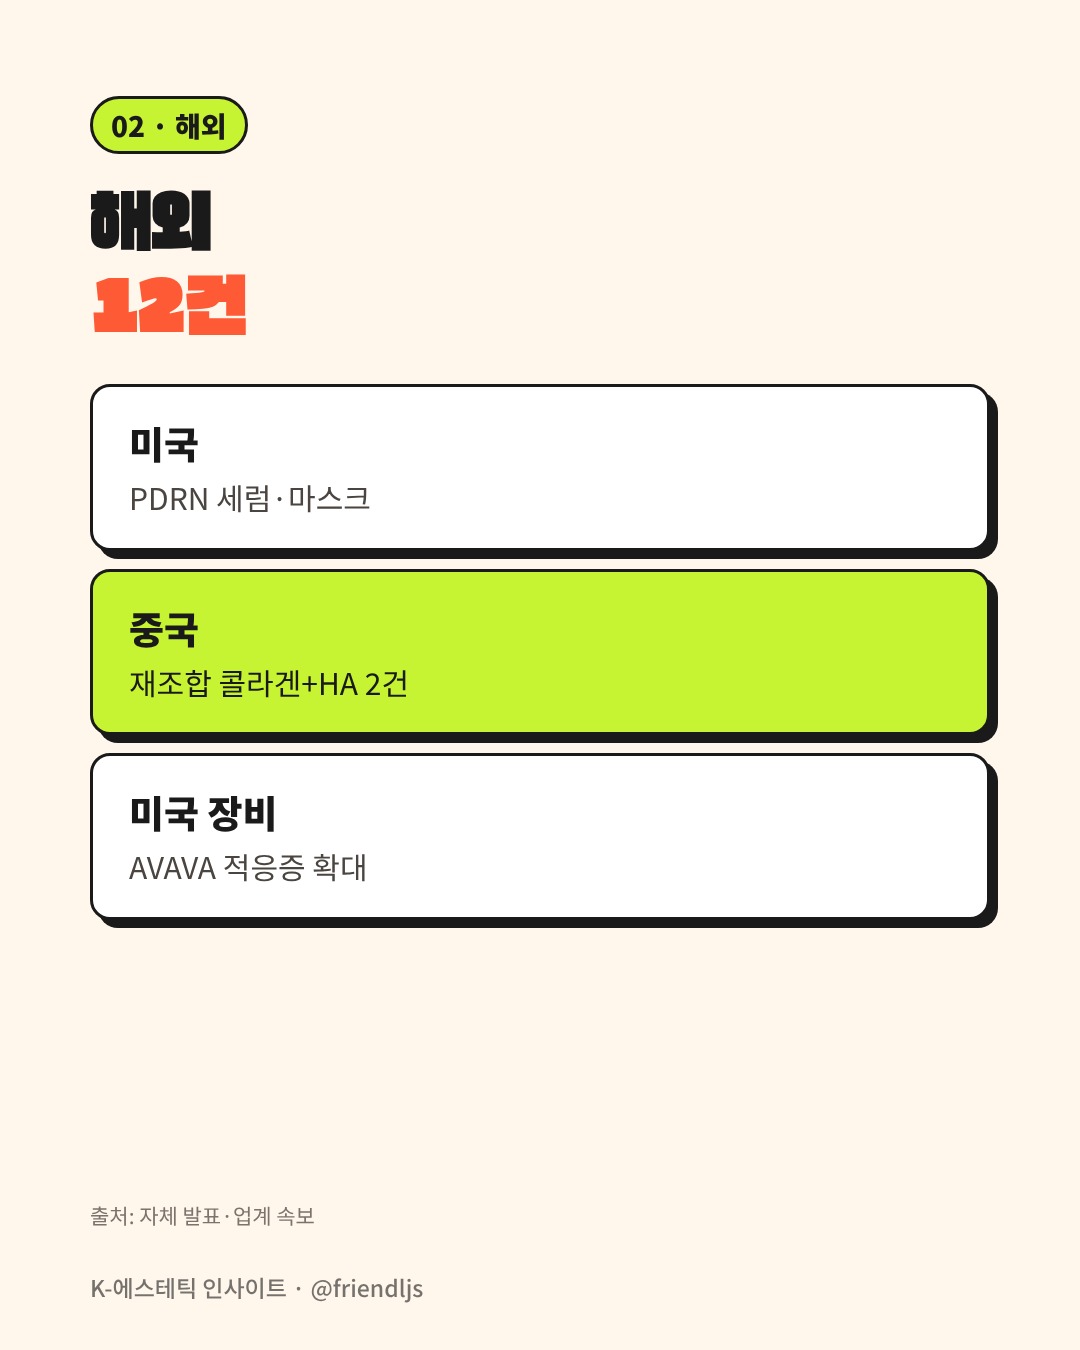 02 · 해외
해외
12건
미국
PDRN 세럼·마스크
중국
재조합 콜라겐+HA 2건
미국 장비
AVAVA 적응증 확대
출처: 자체 발표·업계 속보
K-에스테틱 인사이트 · @friendljs